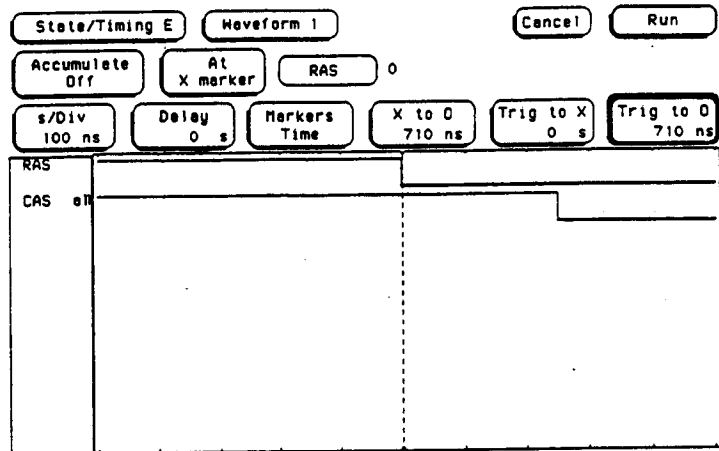 State/Timing E Waveform 1 Cancel Run
Accumulate Off At X marker RAS 0
s/Div 100 ns Delay 0 s Markers Time X to O 710 ns Trig to X 0 s Trig to O 710 ns
RAS
CAS all